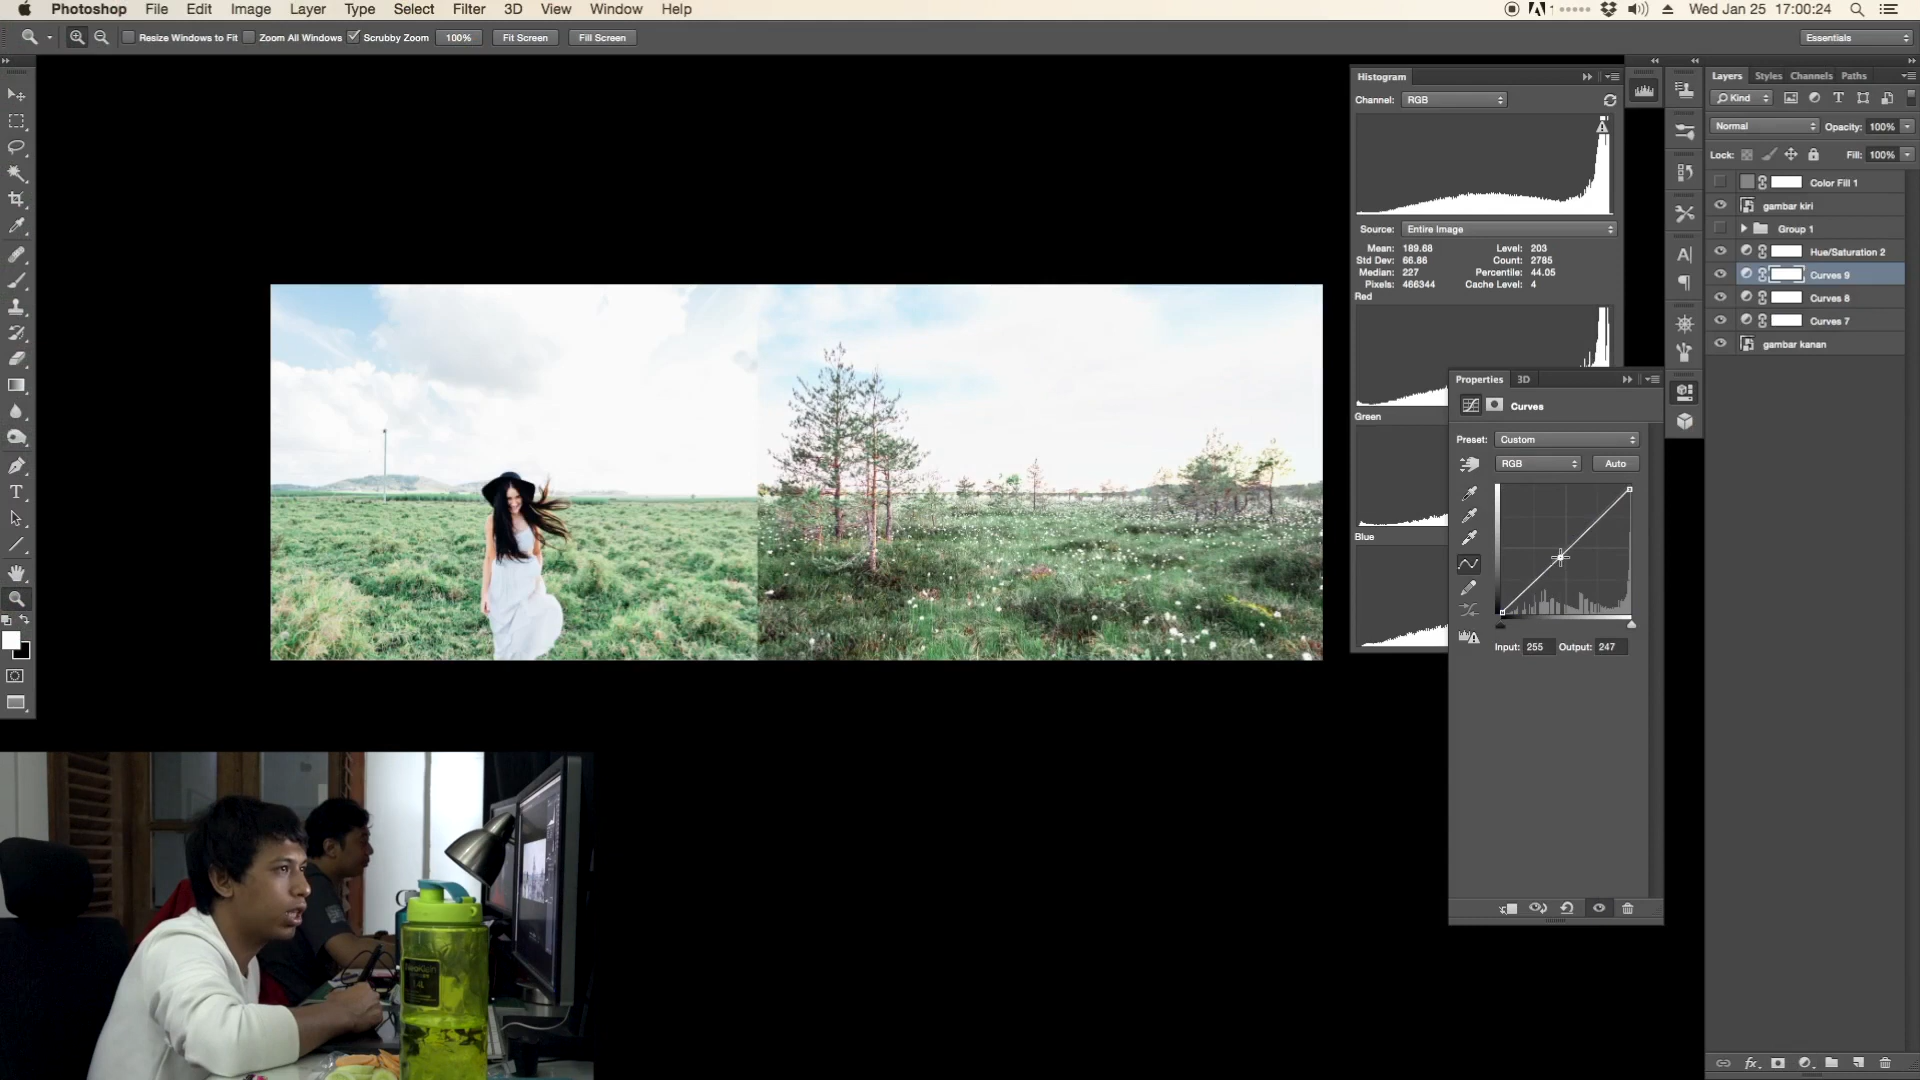 Photoshop File Edit Image Layer Type Select Filter 3D View Window Help Wed Jan 25 17:00:24
Resize Windows to Fit Zoom All Windows Scrubby Zoom 100% Fit Screen Fill Screen Essentials
Histogram
Channel: RGB
Source: Entire Image
Mean: 189.68 Level: 203
Std Dev: 66.86 Count: 2785
Median: 227 Percentile: 44.05
Pixels: 466344 Cache Level: 4
Red
Green
Blue
Properties 3D
Curves
Preset: Custom
RGB Auto
Input: 255 Output: 247
Layers Styles Channels Paths
Kind
Normal Opacity: 100%
Lock: Fill: 100%
Color Fill 1
gambar kiri
Group 1
Hue/Saturation 2
Curves 9
Curves 8
Curves 7
gambar kanan